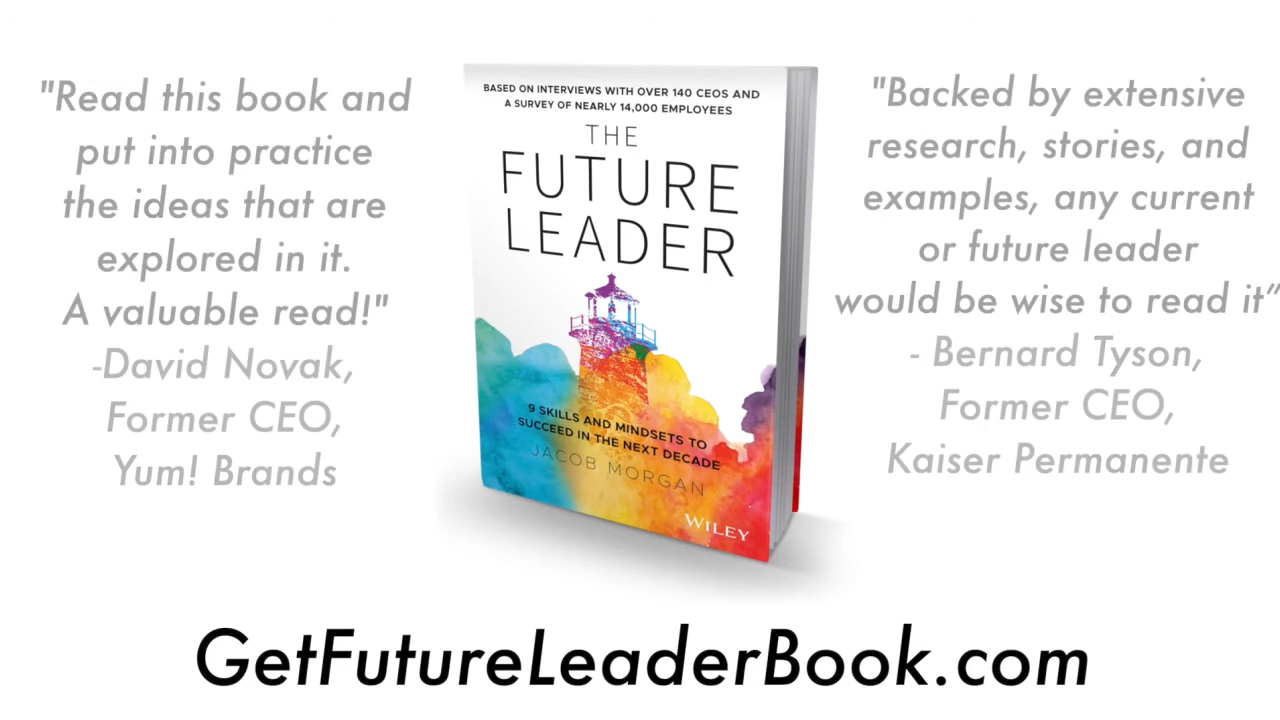 "Read this book and
put into practice
the ideas that are
explored in it.
A valuable read!"
-David Novak,
Former CEO,
Yum! Brands
BASED ON INTERVIEWS WITH OVER 140 CEOS AND
A SURVEY OF NEARLY 14,000 EMPLOYEES
THE
FUTURE
LEADER
9 SKILLS AND MINDSETS TO
SUCCEED IN THE NEXT DECADE
JACOB MORGAN
WILEY
"Backed by extensive
research, stories, and
examples, any current
or future leader
would be wise to read it”
- Bernard Tyson,
Former CEO,
Kaiser Permanente
GetFutureLeaderBook.com